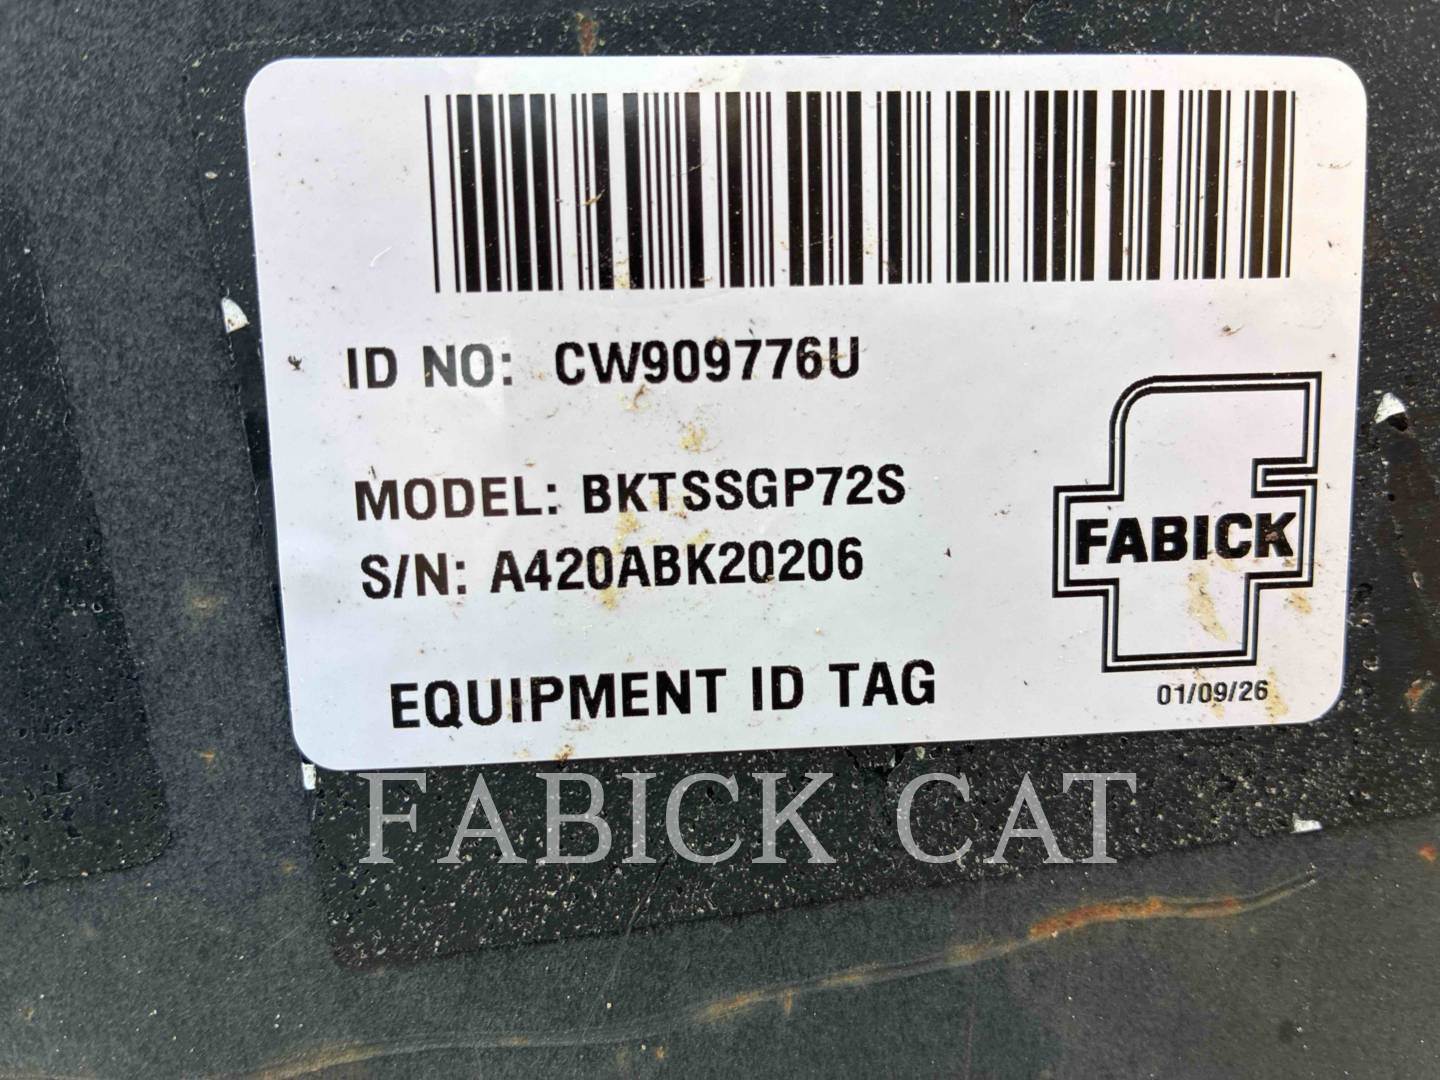 ID NO: CW909776U
MODEL: BKTSSGP72S
S/N: A420ABK20206
FABICK
EQUIPMENT ID TAG
01/09/26
FABICK CAT